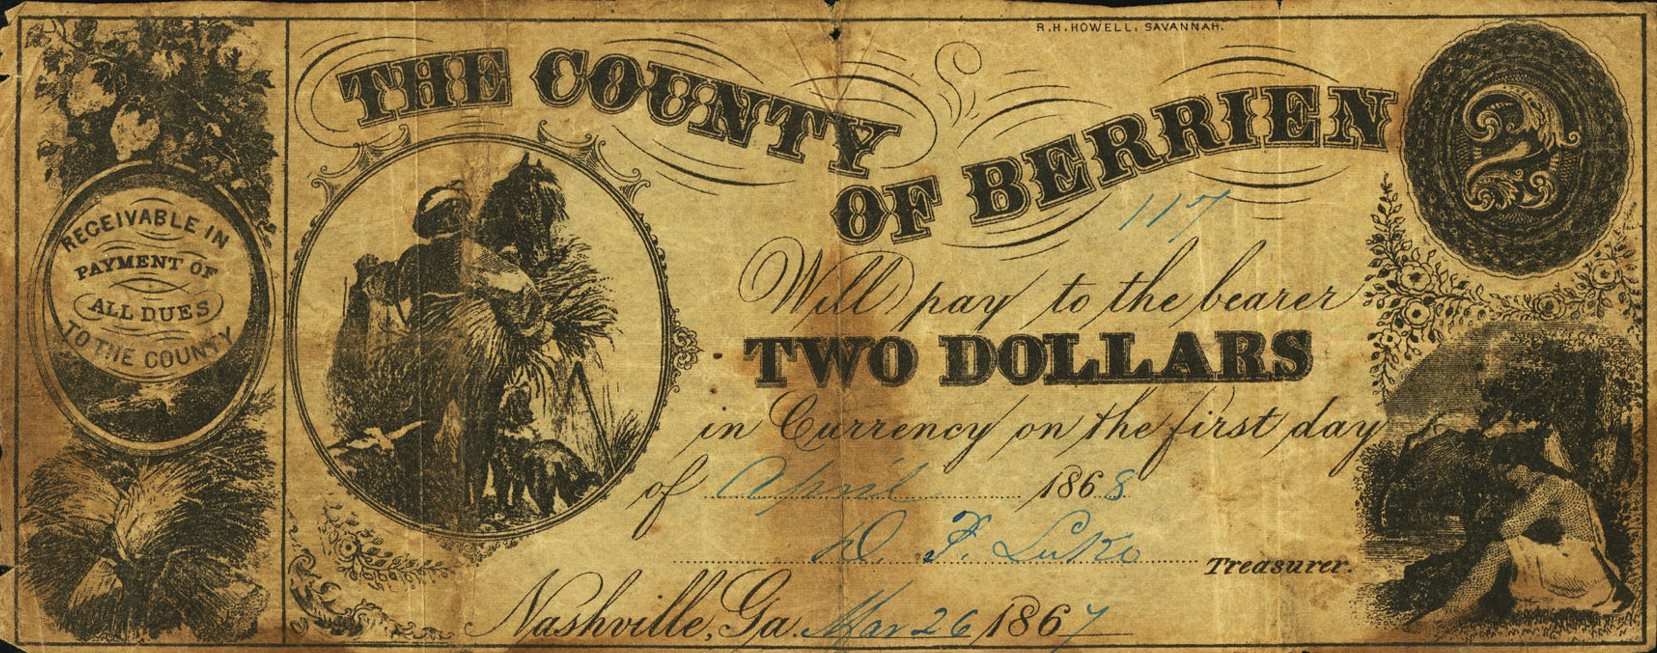 R.H. HOWELL, SAVANNAH.
THE COUNTY
OF BERRIEN
2
117
RECEIVABLE IN
PAYMENT OF
ALL DUES
TO THE COUNTY
Will pay to the bearer
TWO DOLLARS
in Currency on the first day
of April 1868
D. F. Luke
Treasurer.
Nashville, Ga. Mar 26 1867